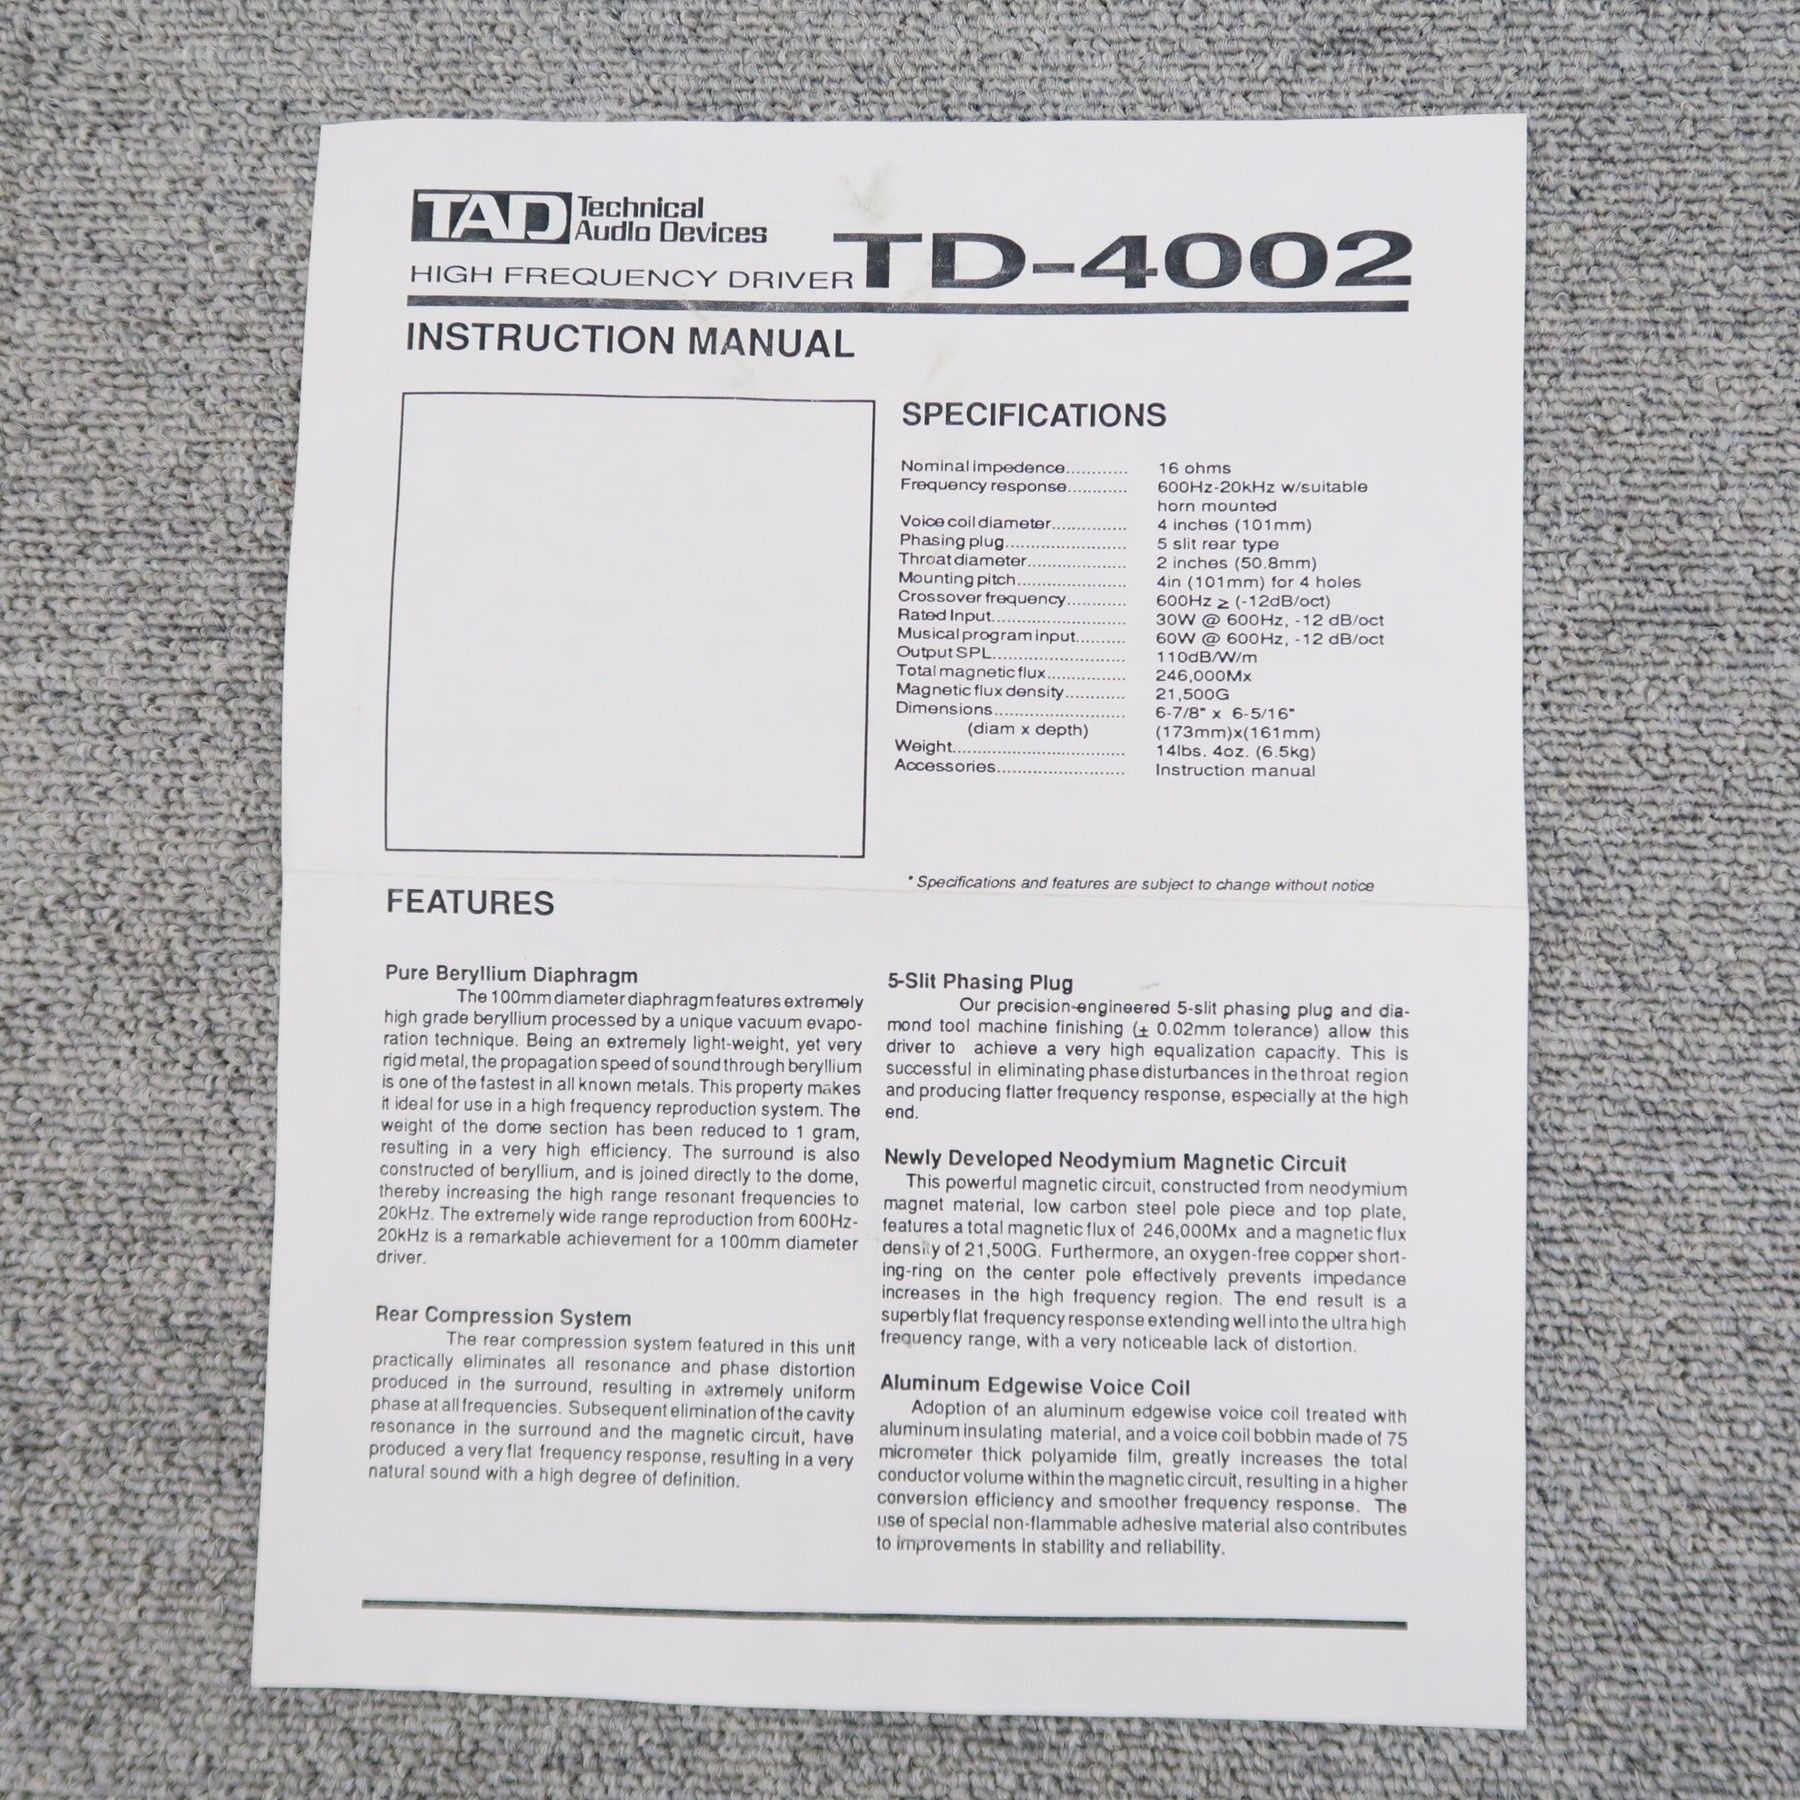 TAD Technical
Audio Devices
HIGH FREQUENCY DRIVER TD-4002
INSTRUCTION MANUAL
SPECIFICATIONS
Nominal impedence............ 16 ohms
Frequency response............ 600Hz-20kHz w/suitable
horn mounted
Voice coil diameter............... 4 inches (101mm)
Phasing plug........................ 5 slit rear type
Throat diameter.................... 2 inches (50.8mm)
Mounting pitch...................... 4in (101mm) for 4 holes
Crossover frequency............ 600Hz ≥ (-12dB/oct)
Rated Input........................... 30W @ 600Hz, -12 dB/oct
Musical program input.......... 60W @ 600Hz, -12 dB/oct
Output SPL........................... 110dB/W/m
Total magnetic flux................ 246,000Mx
Magnetic flux density............ 21,500G
Dimensions.......................... 6-7/8" x 6-5/16"
(diam x depth) (173mm)x(161mm)
Weight.................................. 14lbs. 4oz. (6.5kg)
Accessories.......................... Instruction manual
* Specifications and features are subject to change without notice
FEATURES
Pure Beryllium Diaphragm
The 100mm diameter diaphragm features extremely
high grade beryllium processed by a unique vacuum evapo-
ration technique. Being an extremely light-weight, yet very
rigid metal, the propagation speed of sound through beryllium
is one of the fastest in all known metals. This property makes
it ideal for use in a high frequency reproduction system. The
weight of the dome section has been reduced to 1 gram,
resulting in a very high efficiency. The surround is also
constructed of beryllium, and is joined directly to the dome,
thereby increasing the high range resonant frequencies to
20kHz. The extremely wide range reproduction from 600Hz-
20kHz is a remarkable achievement for a 100mm diameter
driver.
Rear Compression System
The rear compression system featured in this unit
practically eliminates all resonance and phase distortion
produced in the surround, resulting in extremely uniform
phase at all frequencies. Subsequent elimination of the cavity
resonance in the surround and the magnetic circuit, have
produced a very flat frequency response, resulting in a very
natural sound with a high degree of definition.
5-Slit Phasing Plug
Our precision-engineered 5-slit phasing plug and dia-
mond tool machine finishing (± 0.02mm tolerance) allow this
driver to achieve a very high equalization capacity. This is
successful in eliminating phase disturbances in the throat region
and producing flatter frequency response, especially at the high
end.
Newly Developed Neodymium Magnetic Circuit
This powerful magnetic circuit, constructed from neodymium
magnet material, low carbon steel pole piece and top plate,
features a total magnetic flux of 246,000Mx and a magnetic flux
density of 21,500G. Furthermore, an oxygen-free copper short-
ing-ring on the center pole effectively prevents impedance
increases in the high frequency region. The end result is a
superbly flat frequency response extending well into the ultra high
frequency range, with a very noticeable lack of distortion.
Aluminum Edgewise Voice Coil
Adoption of an aluminum edgewise voice coil treated with
aluminum insulating material, and a voice coil bobbin made of 75
micrometer thick polyamide film, greatly increases the total
conductor volume within the magnetic circuit, resulting in a higher
conversion efficiency and smoother frequency response. The
use of special non-flammable adhesive material also contributes
to improvements in stability and reliability.